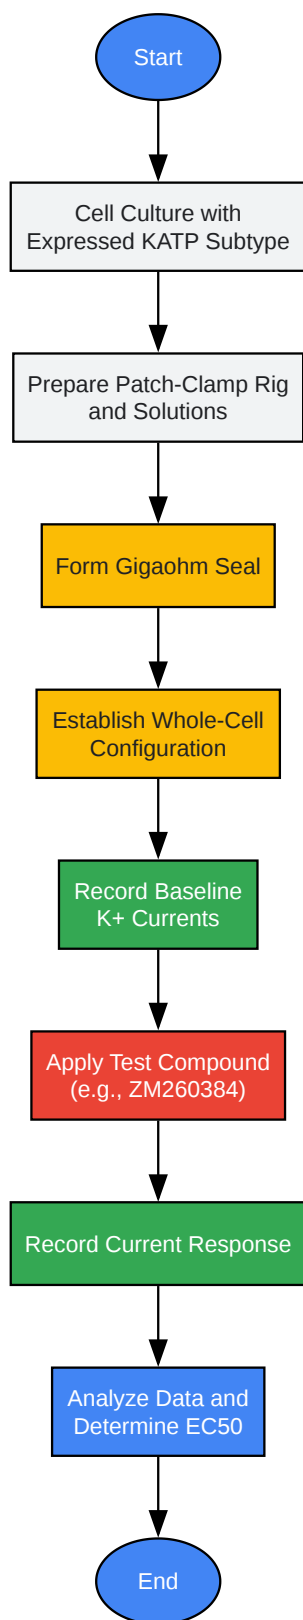 Start
Cell Culture with
Expressed KATP Subtype
Prepare Patch-Clamp Rig
and Solutions
Form Gigaohm Seal
Establish Whole-Cell
Configuration
Record Baseline
K+ Currents
Apply Test Compound
(e.g., ZM260384)
Record Current Response
Analyze Data and
Determine EC50
End